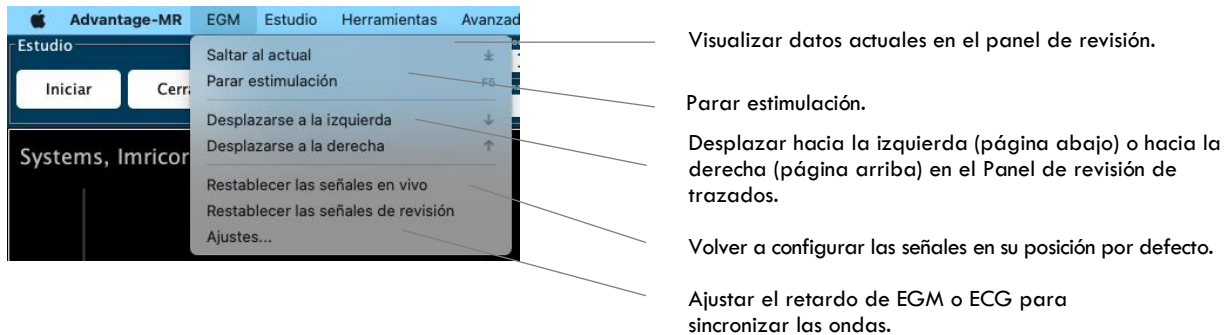 Advantage-MR EGM Estudio Herramientas
Estudio
Iniciar
Saltar al actual
Parar estimulación F5
Desplazarse a la izquierda
Desplazarse a la derecha
Restablecer las señales en vivo
Restablecer las señales de revisión
Ajustes...
Systems,
Visualizar datos actuales en el panel de revisión.
Parar estimulación.
Desplazar hacia la izquierda (página abajo) o hacia la
derecha (página arriba) en el Panel de revisión de
trazados.
Volver a configurar las señales en su posición por defecto.
Ajustar el retardo de EGM o ECG para
sincronizar las ondas.